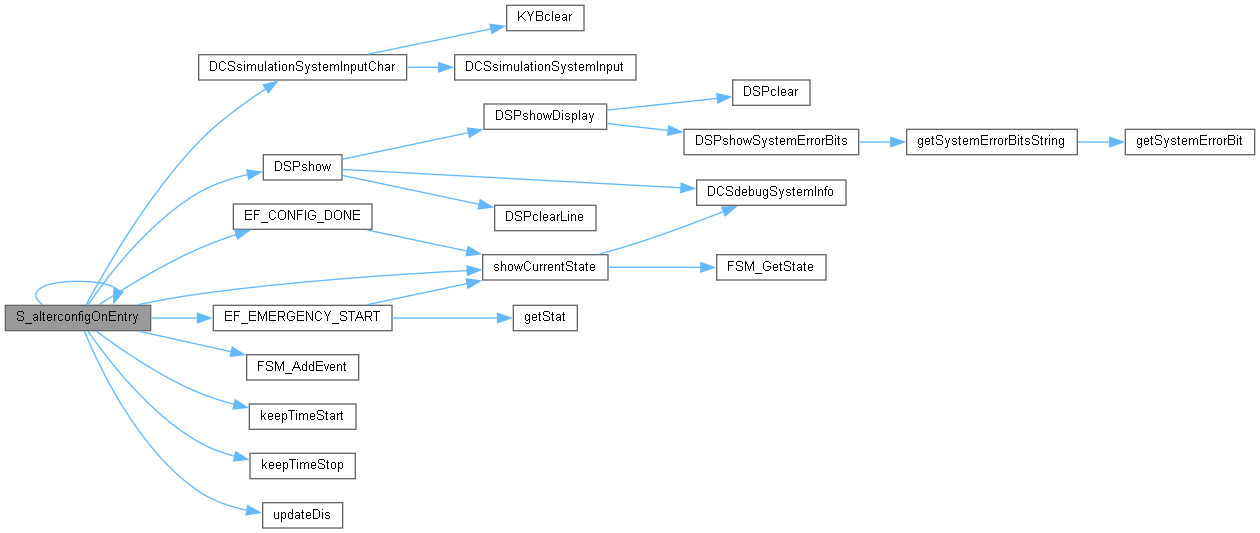 KYBclear
DCSsimulationSystemInputChar
DCSsimulationSystemInput
DSPclear
DSPshowDisplay
DSPshowSystemErrorBits
getSystemErrorBitsString
getSystemErrorBit
DSPshow
DCSdebugSystemInfo
DSPclearLine
EF_CONFIG_DONE
showCurrentState
FSM_GetState
S_alterconfigOnEntry
EF_EMERGENCY_START
getStat
FSM_AddEvent
keepTimeStart
keepTimeStop
updateDis